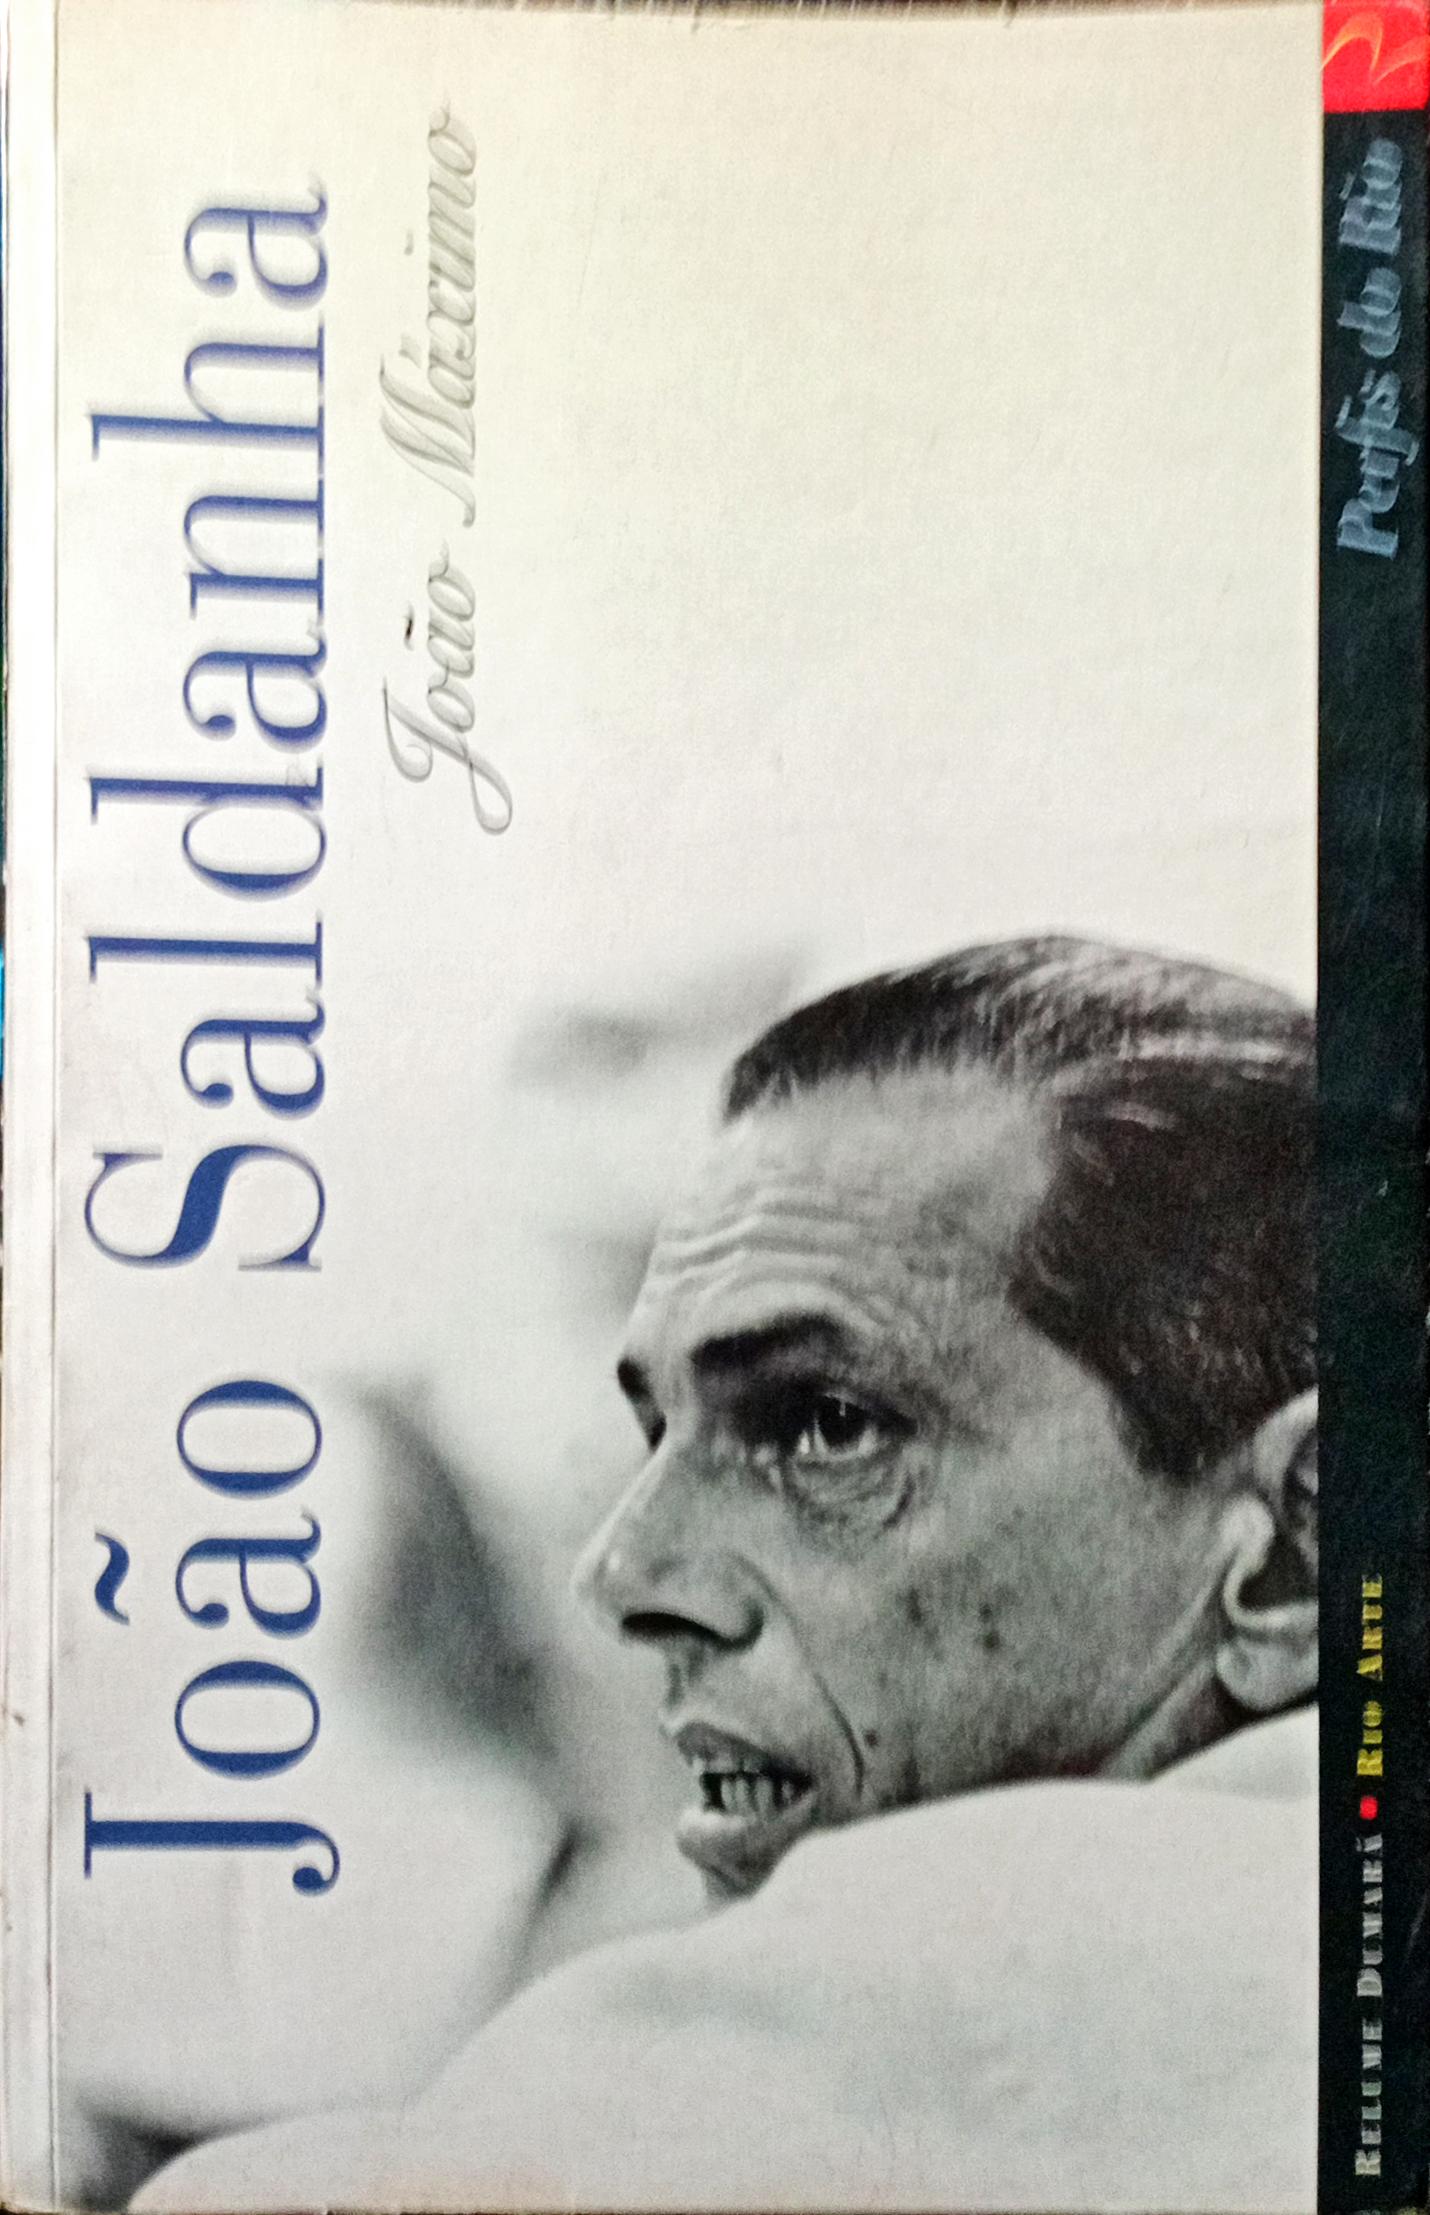 João Saldanha
João Máximo
RELUME DUMARÁ • RIO ARTE
Perfis do Rio